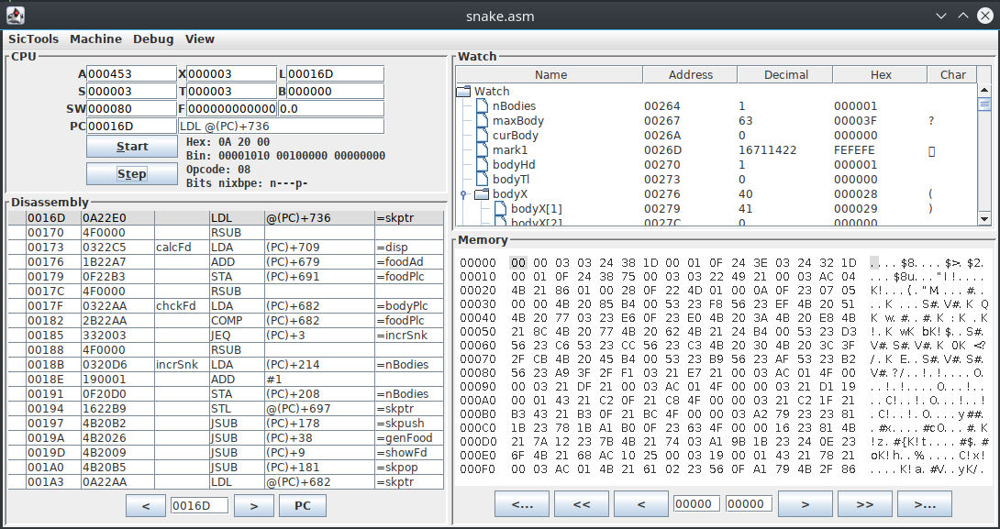 snake.asm
SicTools Machine Debug View
CPU
A 000453 X 000003 L 00016D
S 000003 T 000003 B 000000
SW 000080 F 000000000000 0.0
PC 00016D LDL @(PC)+736
Start
Step
Hex: 0A 20 00
Bin: 00001010 00100000 00000000
Opcode: 08
Bits nixbpe: n---p-
Disassembly
0016D 0A22E0 LDL @(PC)+736 =skptr
00170 4F0000 RSUB
00173 0322C5 calcFd LDA (PC)+709 =disp
00176 1B22A7 ADD (PC)+679 =foodAd
00179 0F22B3 STA (PC)+691 =foodPlc
0017C 4F0000 RSUB
0017F 0322AA chckFd LDA (PC)+682 =bodyPlc
00182 2B22AA COMP (PC)+682 =foodPlc
00185 332003 JEQ (PC)+3 =incrSnk
00188 4F0000 RSUB
0018B 0320D6 incrSnk LDA (PC)+214 =nBodies
0018E 190001 ADD #1
00191 0F20D0 STA (PC)+208 =nBodies
00194 1622B9 STL @(PC)+697 =skptr
00197 4B20B2 JSUB (PC)+178 =skpush
0019A 4B2026 JSUB (PC)+38 =genFood
0019D 4B2009 JSUB (PC)+9 =showFd
001A0 4B20B5 JSUB (PC)+181 =skpop
001A3 0A22AA LDL @(PC)+682 =skptr
< 0016D > PC
Watch
Name Address Decimal Hex Char
Watch
nBodies 00264 1 000001
maxBody 00267 63 00003F ?
curBody 0026A 0 000000
mark1 0026D 16711422 FEFEFE
bodyHd 00270 1 000001
bodyTl 00273 0 000000
bodyX 00276 40 000028 (
bodyX[1] 00279 41 000029 )
bodyX[2] 0027C 0 000000
Memory
00000 00 00 03 03 24 38 1D 00 01 0F 24 3E 03 24 32 1D . . . . $8 . . . . $> . $2 .
00010 00 01 0F 24 38 75 00 03 03 21 49 21 00 03 AC 04
00020 4B 21 86 01 00 28 0F 22 4D 01 00 0A 0F 23 07 05
00030 00 00 4B 20 85 B4 00 53 23 F8 56 23 EF 4B 20 51
00040 4B 20 77 03 23 E6 0F 23 E0 4B 20 3A 4B 20 E8 4B
00050 21 8C 4B 20 77 4B 20 62 4B 21 24 B4 00 53 23 D3
00060 56 23 C6 53 23 CC 56 23 C3 4B 20 30 4B 20 3C 3F
00070 2F CB 4B 20 45 B4 00 53 23 B9 56 23 AF 53 23 B2
00080 56 23 A9 3F 2F F1 03 21 E7 21 00 03 AC 01 4F 00
00090 00 03 21 DF 21 00 03 AC 01 4F 00 00 03 21 D1 19
000A0 00 01 43 21 C2 0F 21 C8 4F 00 00 03 21 C2 1F 21
000B0 B3 43 21 B3 0F 21 BC 4F 00 00 03 A2 79 23 23 81
000C0 1B 23 78 1B A1 B0 0F 23 63 4F 00 00 16 23 81 4B
000D0 21 7A 12 23 7B 4B 21 74 03 A1 9B 1B 23 24 0E 23
000E0 6F 4B 21 68 AC 10 25 00 03 19 00 01 43 21 78 21
000F0 00 03 AC 01 4B 21 61 02 23 56 0F A1 79 4B 2F 86
<... << < 00000 00000 > >> >...